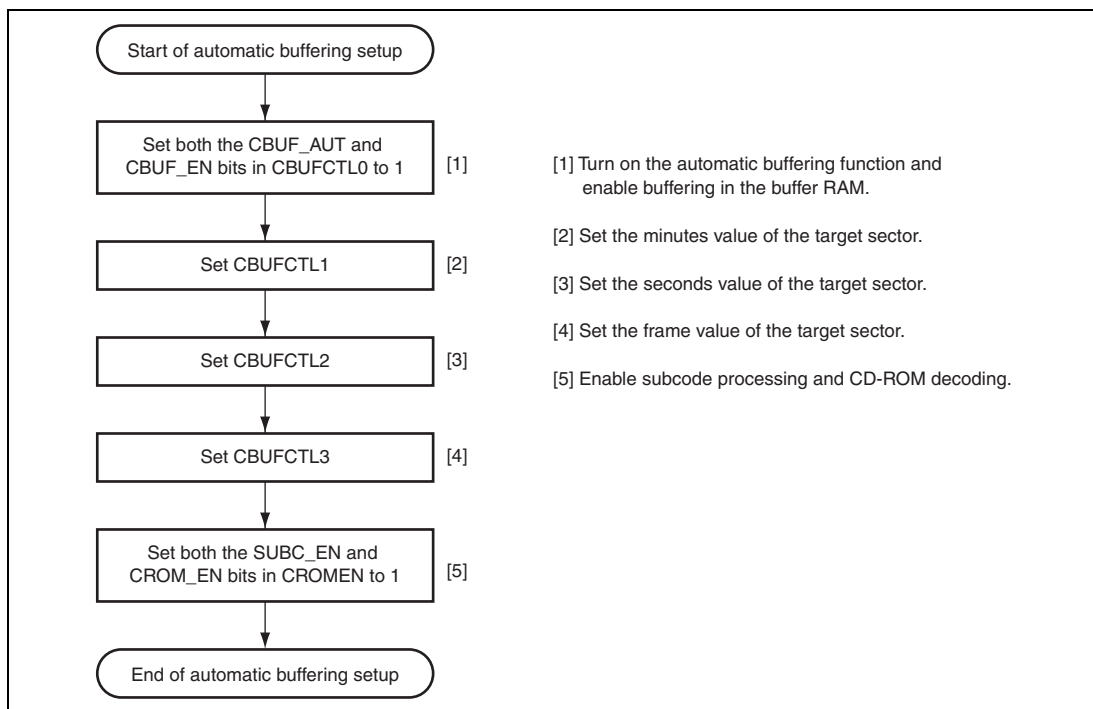 Start of automatic buffering setup
Set both the CBUF_AUT and
CBUF_EN bits in CBUFCTL0 to 1
[1]
Set CBUFCTL1
[2]
Set CBUFCTL2
[3]
Set CBUFCTL3
[4]
Set both the SUBC_EN and
CROM_EN bits in CROMEN to 1
[5]
End of automatic buffering setup
[1] Turn on the automatic buffering function and
enable buffering in the buffer RAM.
[2] Set the minutes value of the target sector.
[3] Set the seconds value of the target sector.
[4] Set the frame value of the target sector.
[5] Enable subcode processing and CD-ROM decoding.